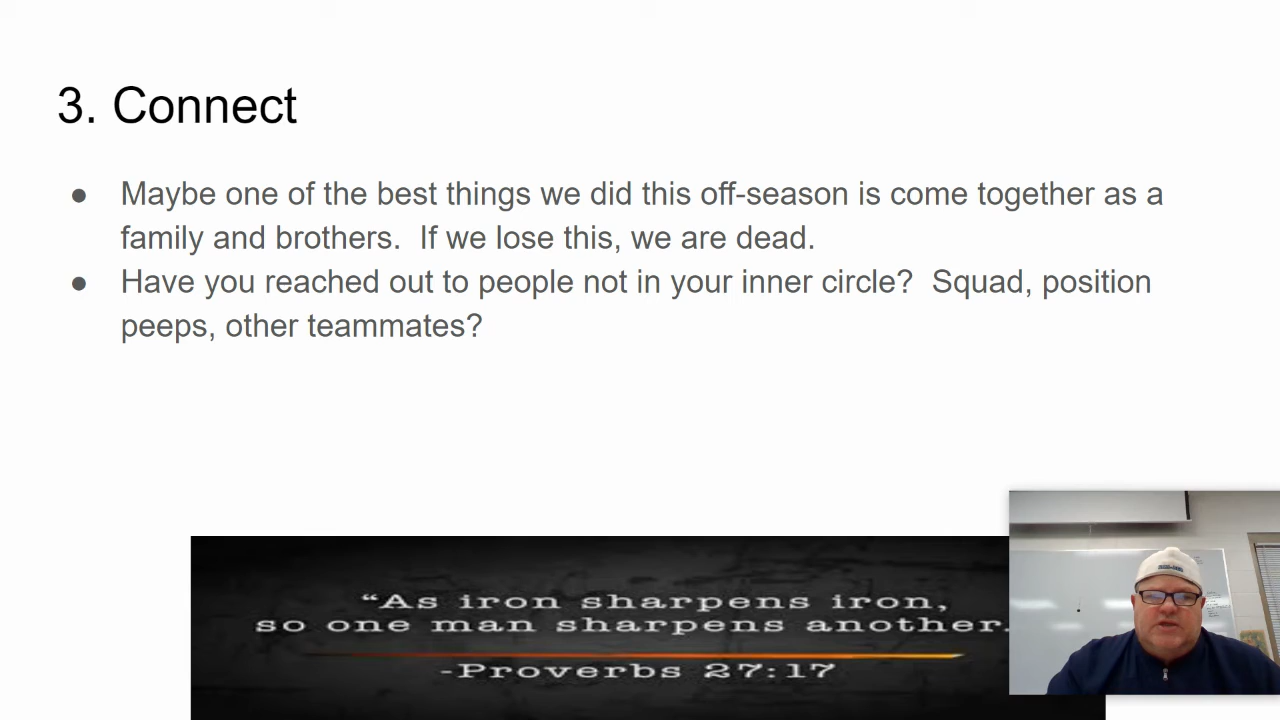 3. Connect
● Maybe one of the best things we did this off-season is come together as a
family and brothers.  If we lose this, we are dead.
● Have you reached out to people not in your inner circle?  Squad, position
peeps, other teammates?
“As iron sharpens iron,
so one man sharpens another.
-Proverbs 27:17